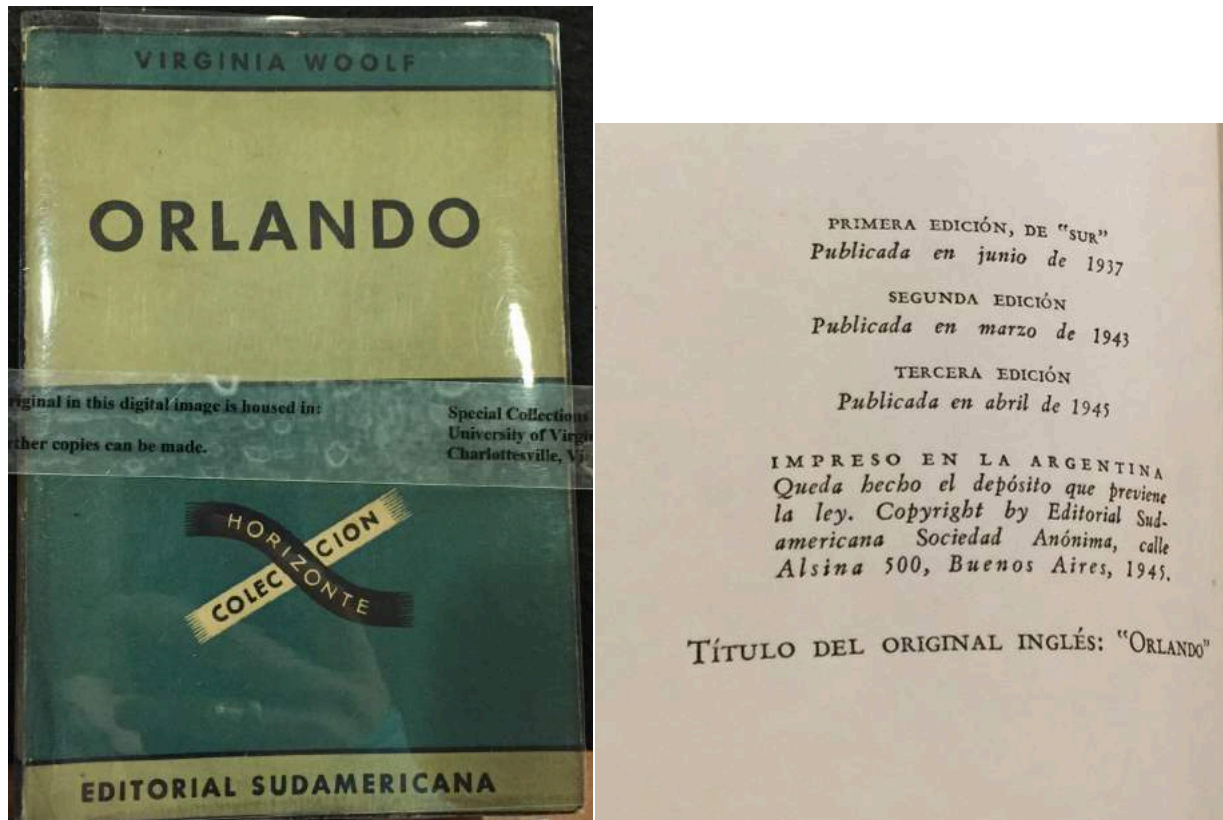 VIRGINIA WOOLF
ORLANDO
riginal in this digital image is housed in:
ther copies can be made.
Special Collections
University of Virgi
Charlottesville, Vi
COLECCION
HORIZONTE
EDITORIAL SUDAMERICANA
PRIMERA EDICIÓN, DE "SUR"
Publicada en junio de 1937
SEGUNDA EDICIÓN
Publicada en marzo de 1943
TERCERA EDICIÓN
Publicada en abril de 1945
IMPRESO EN LA ARGENTINA
Queda hecho el depósito que previene
la ley. Copyright by Editorial Sud-
americana Sociedad Anónima, calle
Alsina 500, Buenos Aires, 1945.
TÍTULO DEL ORIGINAL INGLÉS: "ORLANDO"